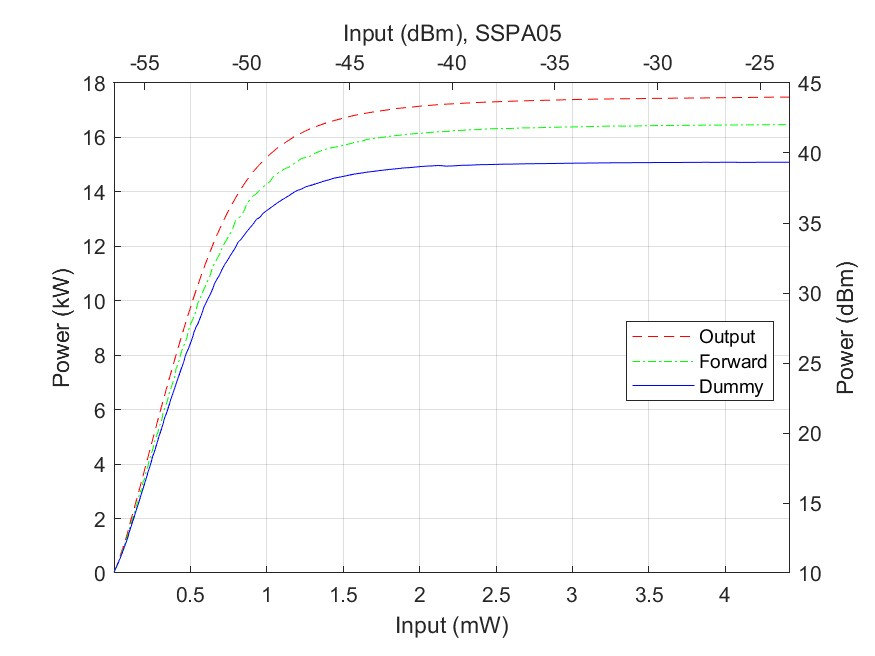 Input (dBm), SSPA05
-55 -50 -45 -40 -35 -30 -25
18 45
16
40
14
35
12
10 30
8
25
6
20
4
15
2
0 10
Power (kW)
Power (dBm)
Output
Forward
Dummy
0.5 1 1.5 2 2.5 3 3.5 4
Input (mW)